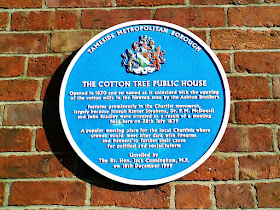 TAMESIDE METROPOLITAN BOROUGH
THE COTTON TREE PUBLIC HOUSE
Opened in 1830 and so named as it coincided with the opening
of the cotton mills in the Newton area by the Ashton Brothers
Features prominently in the Chartist movement,
largely because Joseph Rayner Stephens, Dr. P. M. McDouall
and John Bradley were arrested as a result of a meeting
held here on 28th July 1839
A popular meeting place for the local Chartists where
crowds would meet after dark with firearms
and banners to further their cause
for political and social reform
Unveiled by
The Rt. Hon. Jack Cunningham, M.P.
on 18th December 1999